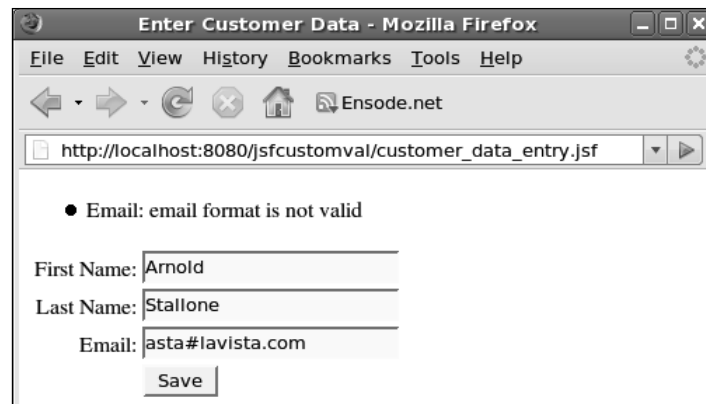 Enter Customer Data - Mozilla Firefox
File Edit View History Bookmarks Tools Help
Ensode.net
http://localhost:8080/jsfcustomval/customer_data_entry.jsf
Email: email format is not valid
First Name: Arnold
Last Name: Stallone
Email: asta#lavista.com
Save